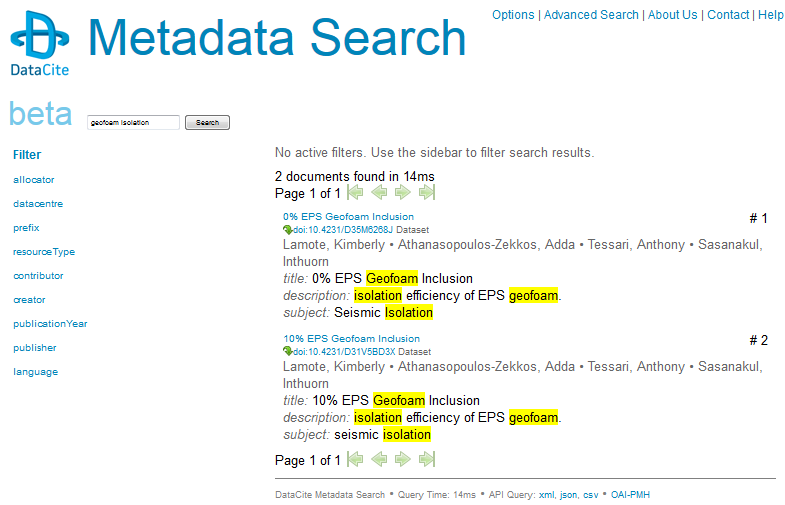 Options | Advanced Search | About Us | Contact | Help
Metadata Search
DataCite
beta
geofoam isolation
Search
Filter
allocator
datacentre
prefix
resourceType
contributor
creator
publicationYear
publisher
language
No active filters. Use the sidebar to filter search results.
2 documents found in 14ms
Page 1 of 1
0% EPS Geofoam Inclusion
# 1
doi:10.4231/D35M6268J Dataset
Lamote, Kimberly • Athanasopoulos-Zekkos, Adda • Tessari, Anthony • Sasanakul,
Inthuorn
title: 0% EPS Geofoam Inclusion
description: isolation efficiency of EPS geofoam.
subject: Seismic Isolation
10% EPS Geofoam Inclusion
# 2
doi:10.4231/D31V5BD3X Dataset
Lamote, Kimberly • Athanasopoulos-Zekkos, Adda • Tessari, Anthony • Sasanakul,
Inthuorn
title: 10% EPS Geofoam Inclusion
description: isolation efficiency of EPS geofoam.
subject: seismic isolation
Page 1 of 1
DataCite Metadata Search • Query Time: 14ms • API Query: xml, json, csv • OAI-PMH